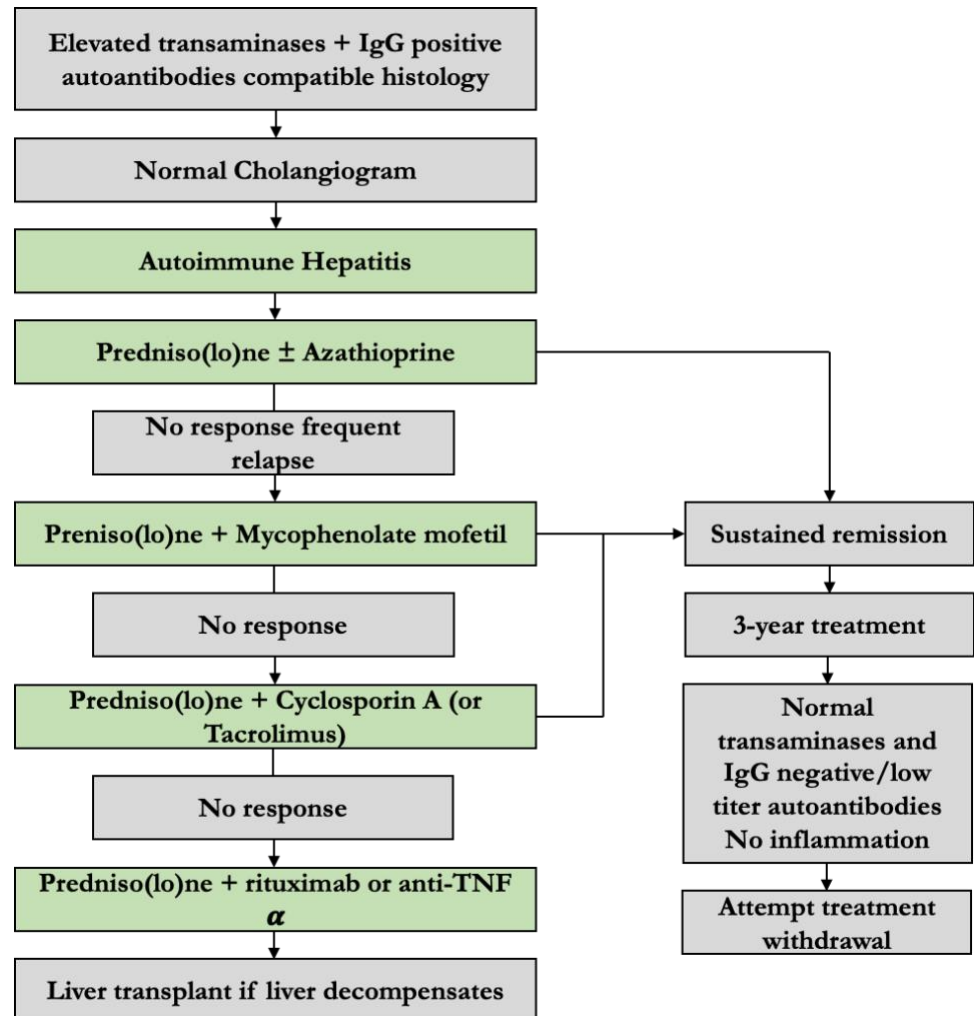 Elevated transaminases + IgG positive
autoantibodies compatible histology
Normal Cholangiogram
Autoimmune Hepatitis
Predniso(lo)ne ± Azathioprine
No response frequent
relapse
Preniso(lo)ne + Mycophenolate mofetil
No response
Predniso(lo)ne + Cyclosporin A (or
Tacrolimus)
No response
Predniso(lo)ne + rituximab or anti-TNF
α
Liver transplant if liver decompensates
Sustained remission
3-year treatment
Normal
transaminases and
IgG negative/low
titer autoantibodies
No inflammation
Attempt treatment
withdrawal